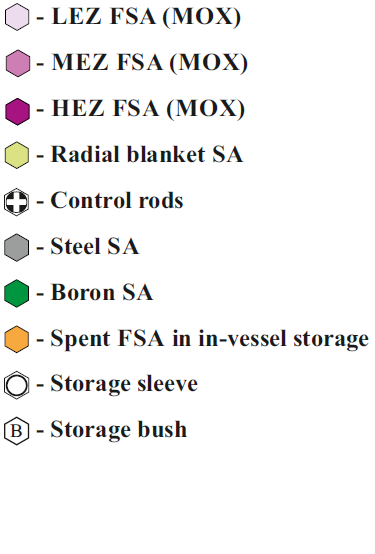 - LEZ FSA (MOX)
- MEZ FSA (MOX)
- HEZ FSA (MOX)
- Radial blanket SA
- Control rods
- Steel SA
- Boron SA
- Spent FSA in in-vessel storage
- Storage sleeve
B - Storage bush